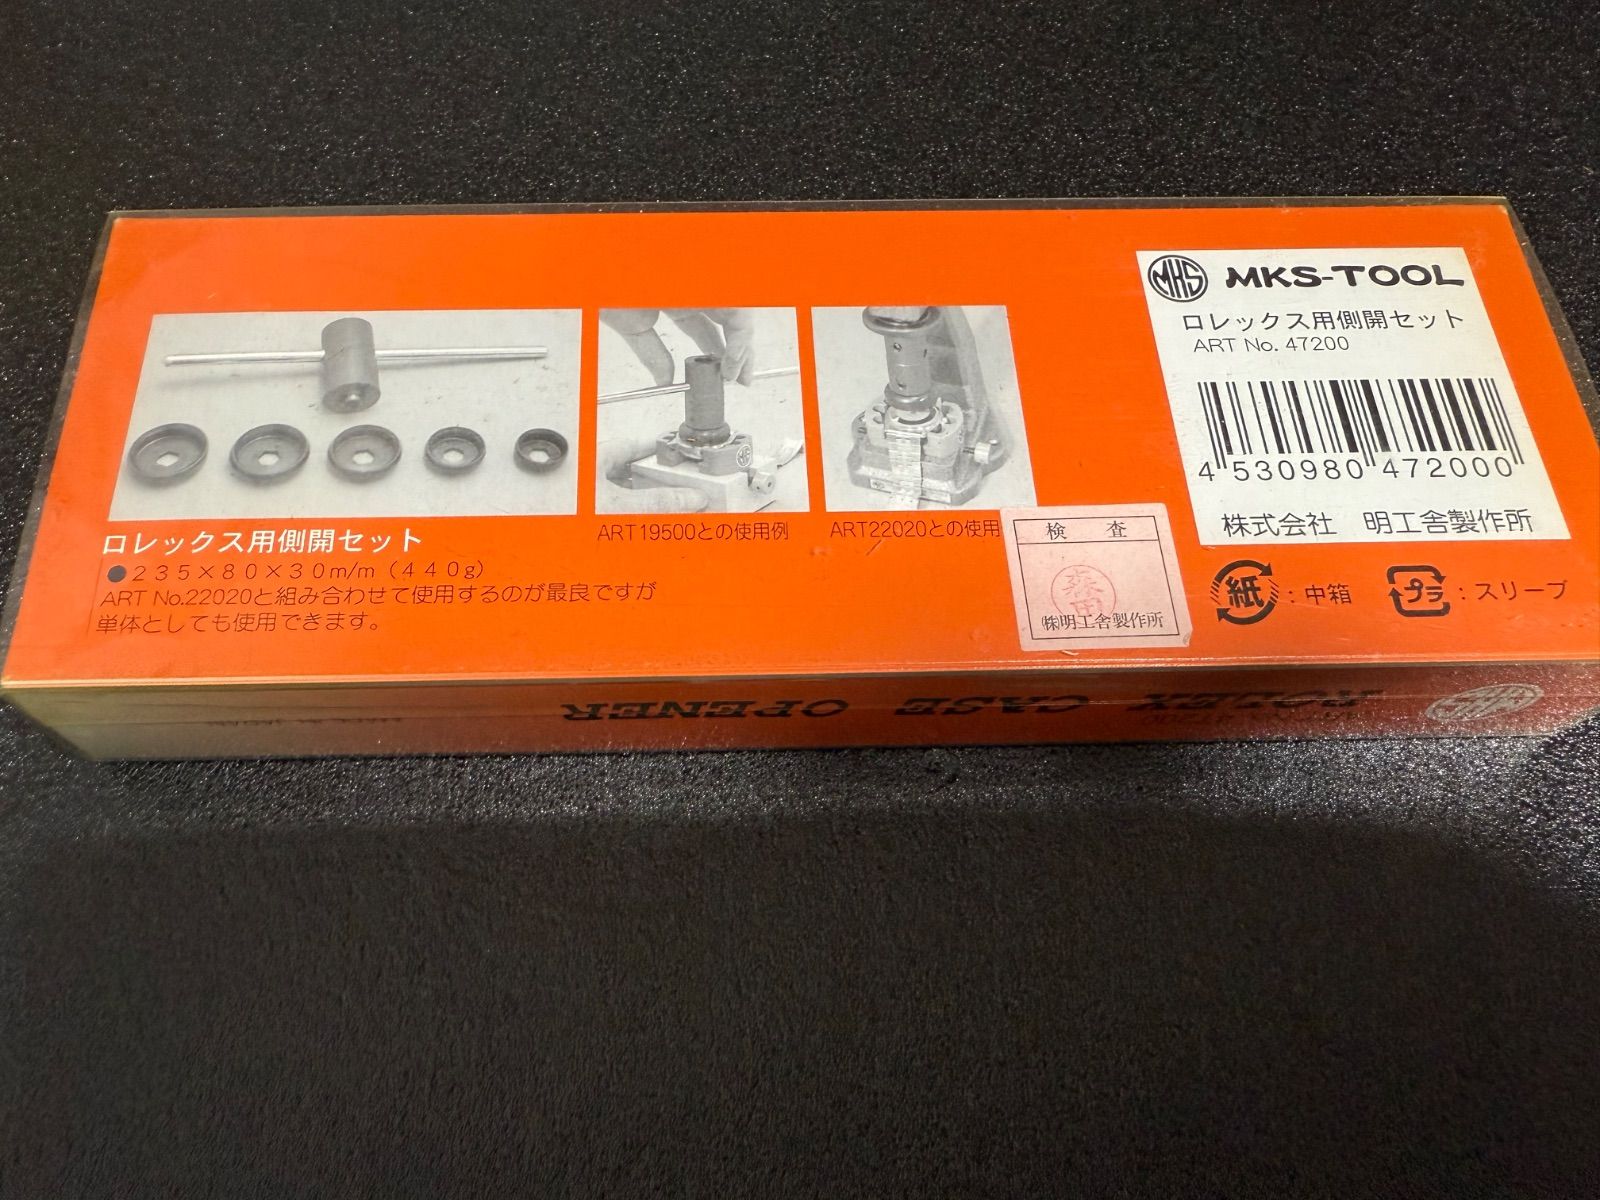 MKS MKS-TOOL
ロレックス用側開セット
ART No. 47200
4 530980 472000
株式会社 明工舎製作所
紙:中箱 プラ:スリーブ
ART19500との使用例
ART22020との使用
ロレックス用側開セット
●235×80×30m/m(440g)
ART No.22020と組み合わせて使用するのが最良ですが
単体としても使用できます。
検査
森田
㈱明工舎製作所
ROLEX CASE OPENER
MKS